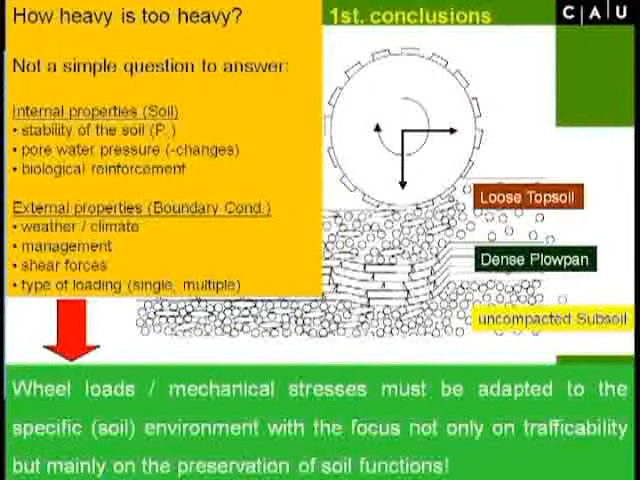 How heavy is too heavy?
1st. conclusions
C | A | U
Not a simple question to answer:
Internal properties (Soil)
• stability of the soil (P.)
• pore water pressure (-changes)
• biological reinforcement
External properties (Boundary Cond.)
• weather / climate
• management
• shear forces
• type of loading (single, multiple)
Loose Topsoil
Dense Plowpan
uncompacted Subsoil
Wheel loads / mechanical stresses must be adapted to the
specific (soil) environment with the focus not only on trafficability
but mainly on the preservation of soil functions!